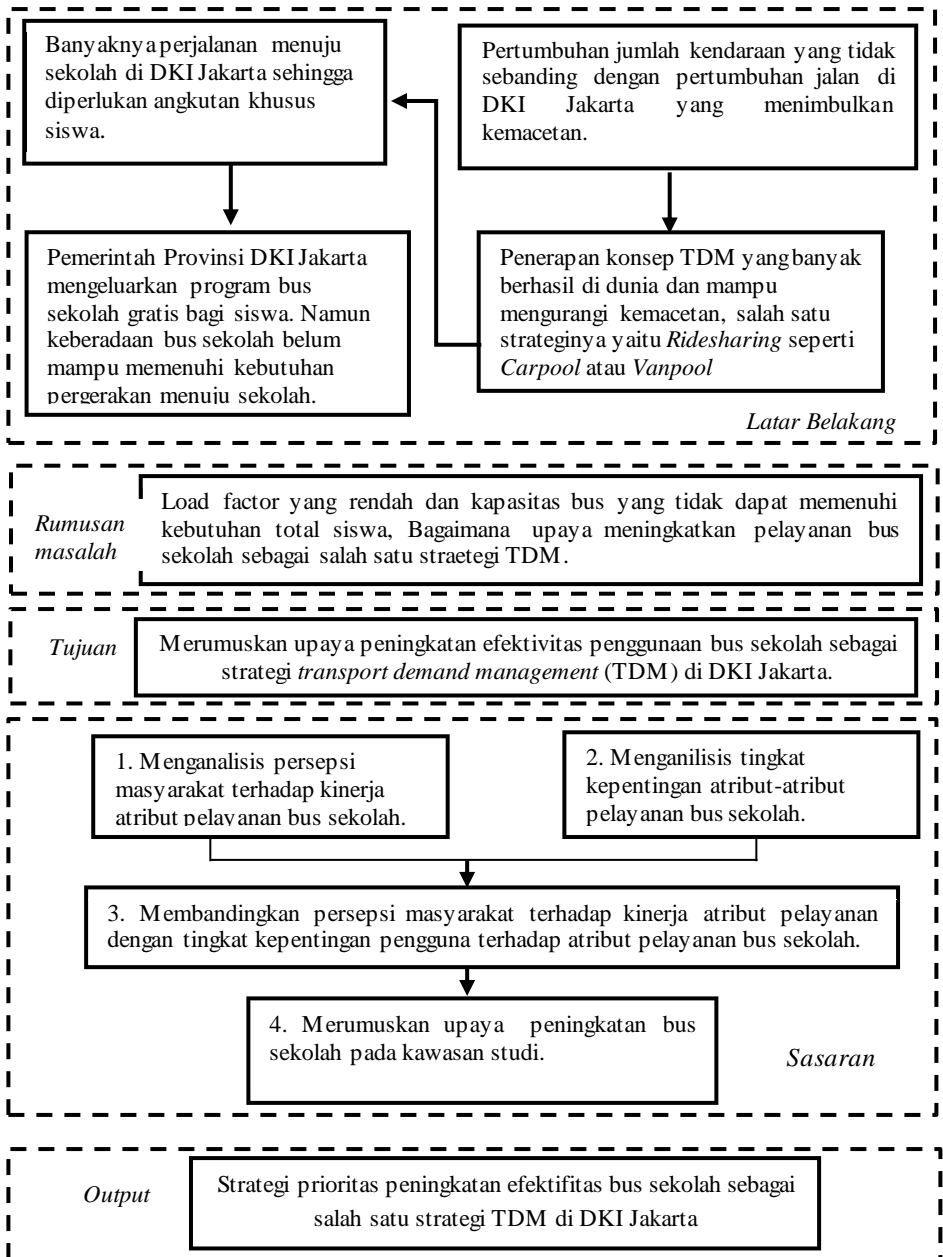 Banyaknya perjalanan menuju
sekolah di DKI Jakarta sehingga
diperlukan angkutan khusus
siswa.
Pertumbuhan jumlah kendaraan yang tidak
sebanding dengan pertumbuhan jalan di
DKI Jakarta yang menimbulkan
kemacetan.
Pemerintah Provinsi DKI Jakarta
mengeluarkan program bus
sekolah gratis bagi siswa. Namun
keberadaan bus sekolah belum
mampu memenuhi kebutuhan
pergerakan menuju sekolah.
Penerapan konsep TDM yang banyak
berhasil di dunia dan mampu
mengurangi kemacetan, salah satu
strateginya yaitu Ridesharing seperti
Carpool atau Vanpool
Latar Belakang
Rumusan
masalah
Load factor yang rendah dan kapasitas bus yang tidak dapat memenuhi
kebutuhan total siswa, Bagaimana upaya meningkatkan pelayanan bus
sekolah sebagai salah satu straetegi TDM.
Tujuan
Merumuskan upaya peningkatan efektivitas penggunaan bus sekolah sebagai
strategi transport demand management (TDM) di DKI Jakarta.
1. Menganalisis persepsi
masyarakat terhadap kinerja
atribut pelayanan bus sekolah.
2. Menganilisis tingkat
kepentingan atribut-atribut
pelayanan bus sekolah.
3. Membandingkan persepsi masyarakat terhadap kinerja atribut pelayanan
dengan tingkat kepentingan pengguna terhadap atribut pelayanan bus sekolah.
4. Merumuskan upaya peningkatan bus
sekolah pada kawasan studi.
Sasaran
Output
Strategi prioritas peningkatan efektifitas bus sekolah sebagai
salah satu strategi TDM di DKI Jakarta